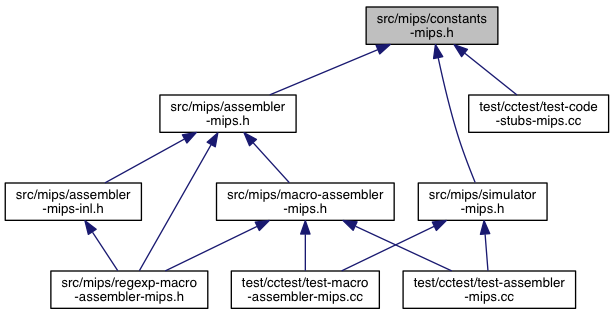 src/mips/constants
-mips.h
src/mips/assembler
-mips.h
test/cctest/test-code
-stubs-mips.cc
src/mips/assembler
-mips-inl.h
src/mips/macro-assembler
-mips.h
src/mips/simulator
-mips.h
src/mips/regexp-macro
-assembler-mips.h
test/cctest/test-macro
-assembler-mips.cc
test/cctest/test-assembler
-mips.cc